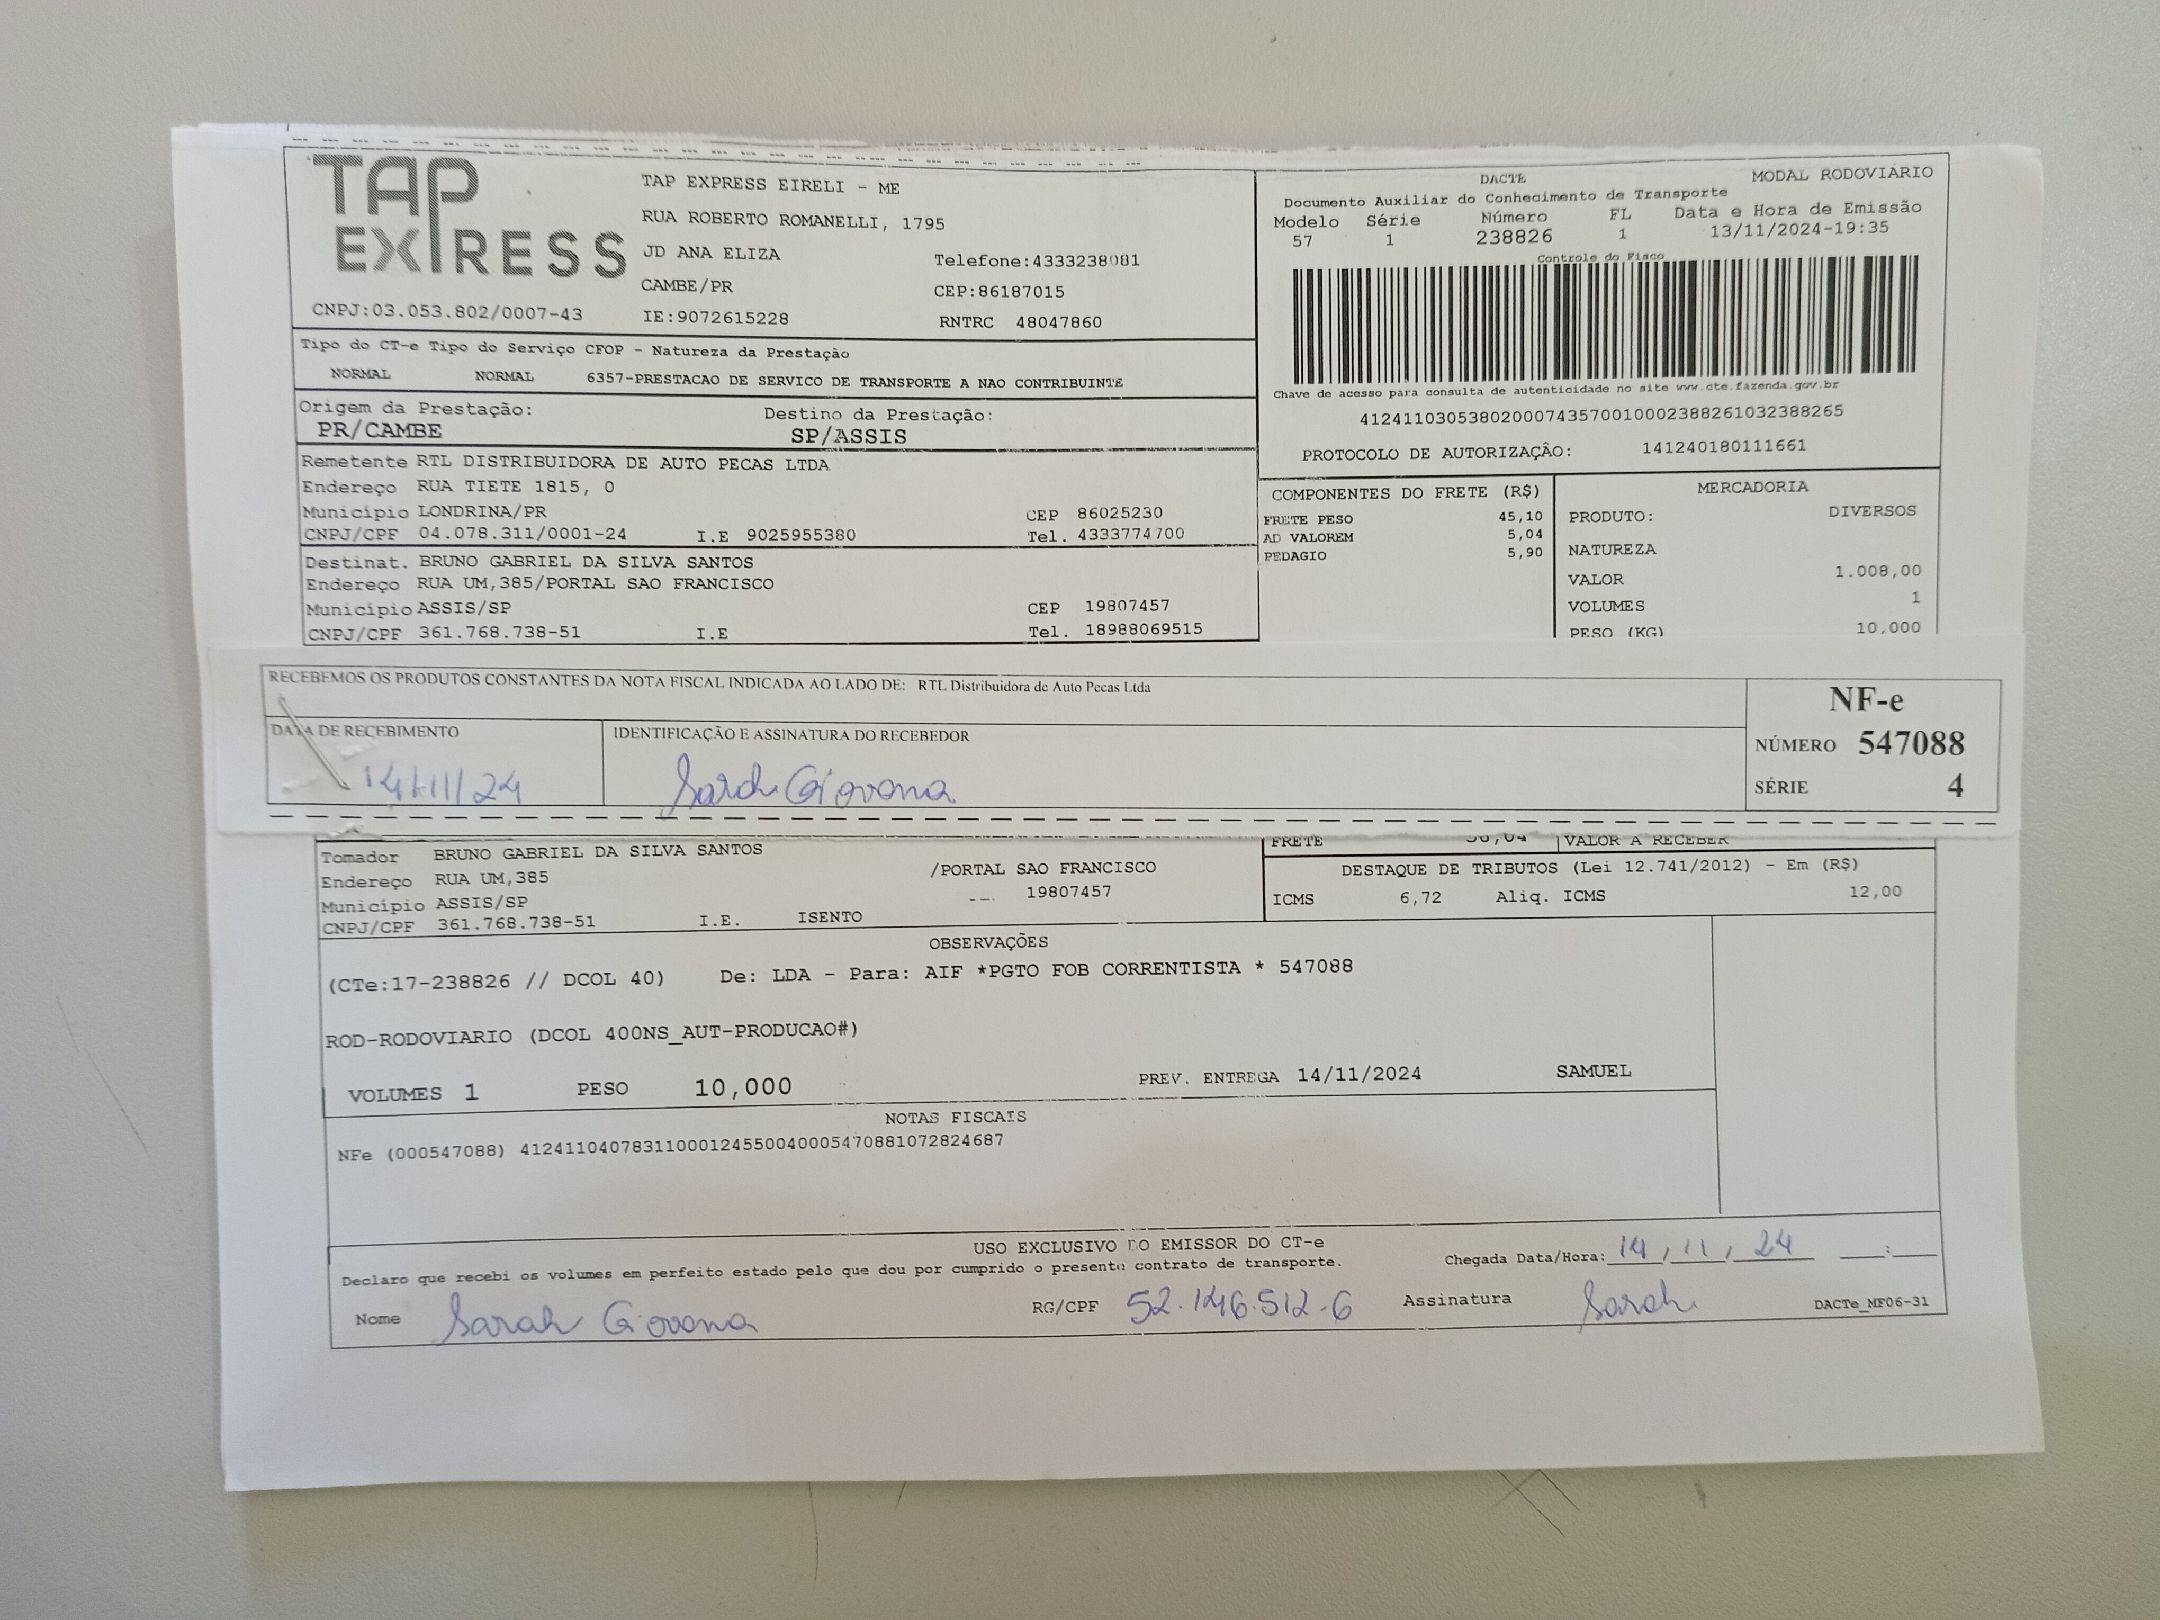 TAP
EXPRESS
TAP EXPRESS EIRELI - ME
RUA ROBERTO ROMANELLI, 1795
JD ANA ELIZA
Telefone:4333238081
CAMBE/PR
CEP:86187015
CNPJ:03.053.802/0007-43
IE:9072615228
RNTRC 48047860
DACTE
MODAL RODOVIARIO
Documento Auxiliar do Conhecimento de Transporte
Modelo Série Número FL Data e Hora de Emissão
57 1 238826 1 13/11/2024-19:35
Controle do Fisco
Chave de acesso para consulta de autenticidade no site www.cte.fazenda.gov.br
41241103053802000743570010002388261032388265
PROTOCOLO DE AUTORIZAÇÃO: 141240180111661
Tipo do CT-e Tipo do Serviço CFOP - Natureza da Prestação
NORMAL NORMAL 6357-PRESTACAO DE SERVICO DE TRANSPORTE A NAO CONTRIBUINTE
Origem da Prestação: Destino da Prestação:
PR/CAMBE SP/ASSIS
Remetente RTL DISTRIBUIDORA DE AUTO PECAS LTDA
Endereço RUA TIETE 1815, 0
Município LONDRINA/PR CEP 86025230
CNPJ/CPF 04.078.311/0001-24 I.E 9025955380 Tel. 4333774700
Destinat. BRUNO GABRIEL DA SILVA SANTOS
Endereço RUA UM,385/PORTAL SAO FRANCISCO
Município ASSIS/SP CEP 19807457
CNPJ/CPF 361.768.738-51 I.E Tel. 18988069515
COMPONENTES DO FRETE (R$)
FRETE PESO 45,10
AD VALOREM 5,04
PEDAGIO 5,90
MERCADORIA
PRODUTO: DIVERSOS
NATUREZA
VALOR 1.008,00
VOLUMES 1
PESO (KG) 10,000
RECEBEMOS OS PRODUTOS CONSTANTES DA NOTA FISCAL INDICADA AO LADO DE: RTL Distribuidora de Auto Pecas Ltda
DATA DE RECEBIMENTO
IDENTIFICAÇÃO E ASSINATURA DO RECEBEDOR
14/11/24
Sarah Giovana
NF-e
NÚMERO 547088
SÉRIE 4
Tomador BRUNO GABRIEL DA SILVA SANTOS
Endereço RUA UM,385 /PORTAL SAO FRANCISCO
Município ASSIS/SP 19807457
CNPJ/CPF 361.768.738-51 I.E. ISENTO
FRETE VALOR A RECEBER
DESTAQUE DE TRIBUTOS (Lei 12.741/2012) - Em (R$)
ICMS 6,72 Aliq. ICMS 12,00
OBSERVAÇÕES
(CTe:17-238826 // DCOL 40) De: LDA - Para: AIF *PGTO FOB CORRENTISTA * 547088
ROD-RODOVIARIO (DCOL 400NS_AUT-PRODUCAO#)
VOLUMES 1 PESO 10,000 PREV. ENTREGA 14/11/2024 SAMUEL
NOTAS FISCAIS
NFe (000547088) 41241104078311000124550040005470881072824687
USO EXCLUSIVO DO EMISSOR DO CT-e
Declaro que recebi os volumes em perfeito estado pelo que dou por cumprido o presente contrato de transporte.
Chegada Data/Hora: 14/11/24 :
Nome Sarah Giovana RG/CPF 52.146.512-6 Assinatura Sarah
DACTe_MF06-31